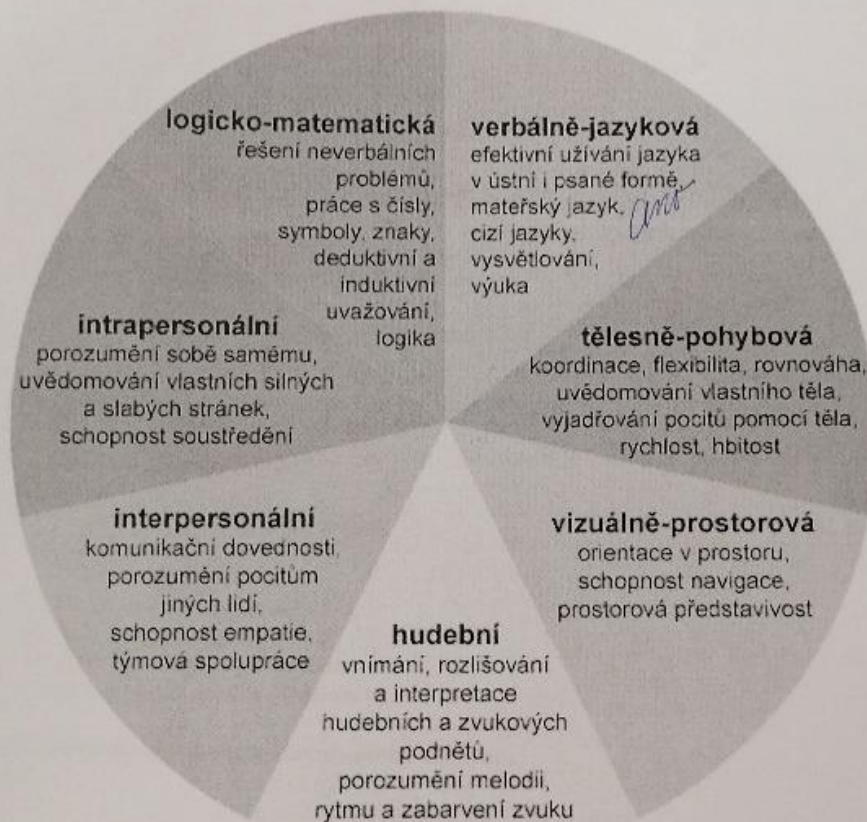 logicko-matematická
řešení neverbálních
problémů,
práce s čísly,
symboly, znaky,
deduktivní a
induktivní
uvažování,
logika
verbálně-jazyková
efektivní užívání jazyka
v ústní i psané formě,
mateřský jazyk,
ano
cizí jazyky,
vysvětlování,
výuka
intrapersonální
porozumění sobě samému,
uvědomování vlastních silných
a slabých stránek,
schopnost soustředění
tělesně-pohybová
koordinace, flexibilita, rovnováha,
uvědomování vlastního těla,
vyjadřování pocitů pomocí těla,
rychlost, hbitost
interpersonální
komunikační dovednosti,
porozumění pocitům
jiných lidí,
schopnost empatie,
týmová spolupráce
vizuálně-prostorová
orientace v prostoru,
schopnost navigace,
prostorová představivost
hudební
vnímání, rozlišování
a interpretace
hudebních a zvukových
podnětů,
porozumění melodii,
rytmu a zabarvení zvuku